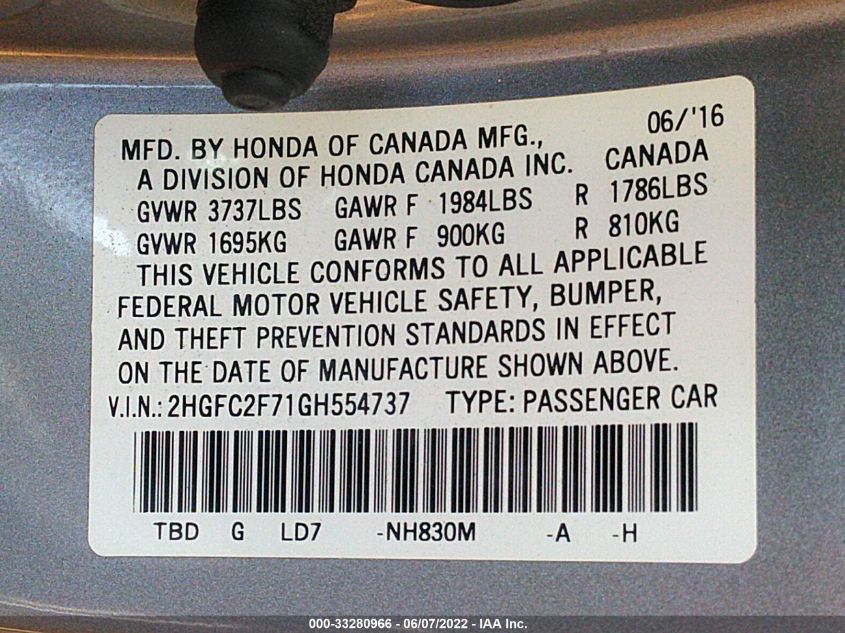 06/'16
MFD. BY HONDA OF CANADA MFG.,
A DIVISION OF HONDA CANADA INC. CANADA
GVWR 3737LBS GAWR F 1984LBS R 1786LBS
GVWR 1695KG GAWR F 900KG R 810KG
THIS VEHICLE CONFORMS TO ALL APPLICABLE
FEDERAL MOTOR VEHICLE SAFETY, BUMPER,
AND THEFT PREVENTION STANDARDS IN EFFECT
ON THE DATE OF MANUFACTURE SHOWN ABOVE.
V.I.N.: 2HGFC2F71GH554737 TYPE: PASSENGER CAR
TBD G LD7 -NH830M -A -H
000-33280966 - 06/07/2022 - IAA Inc.